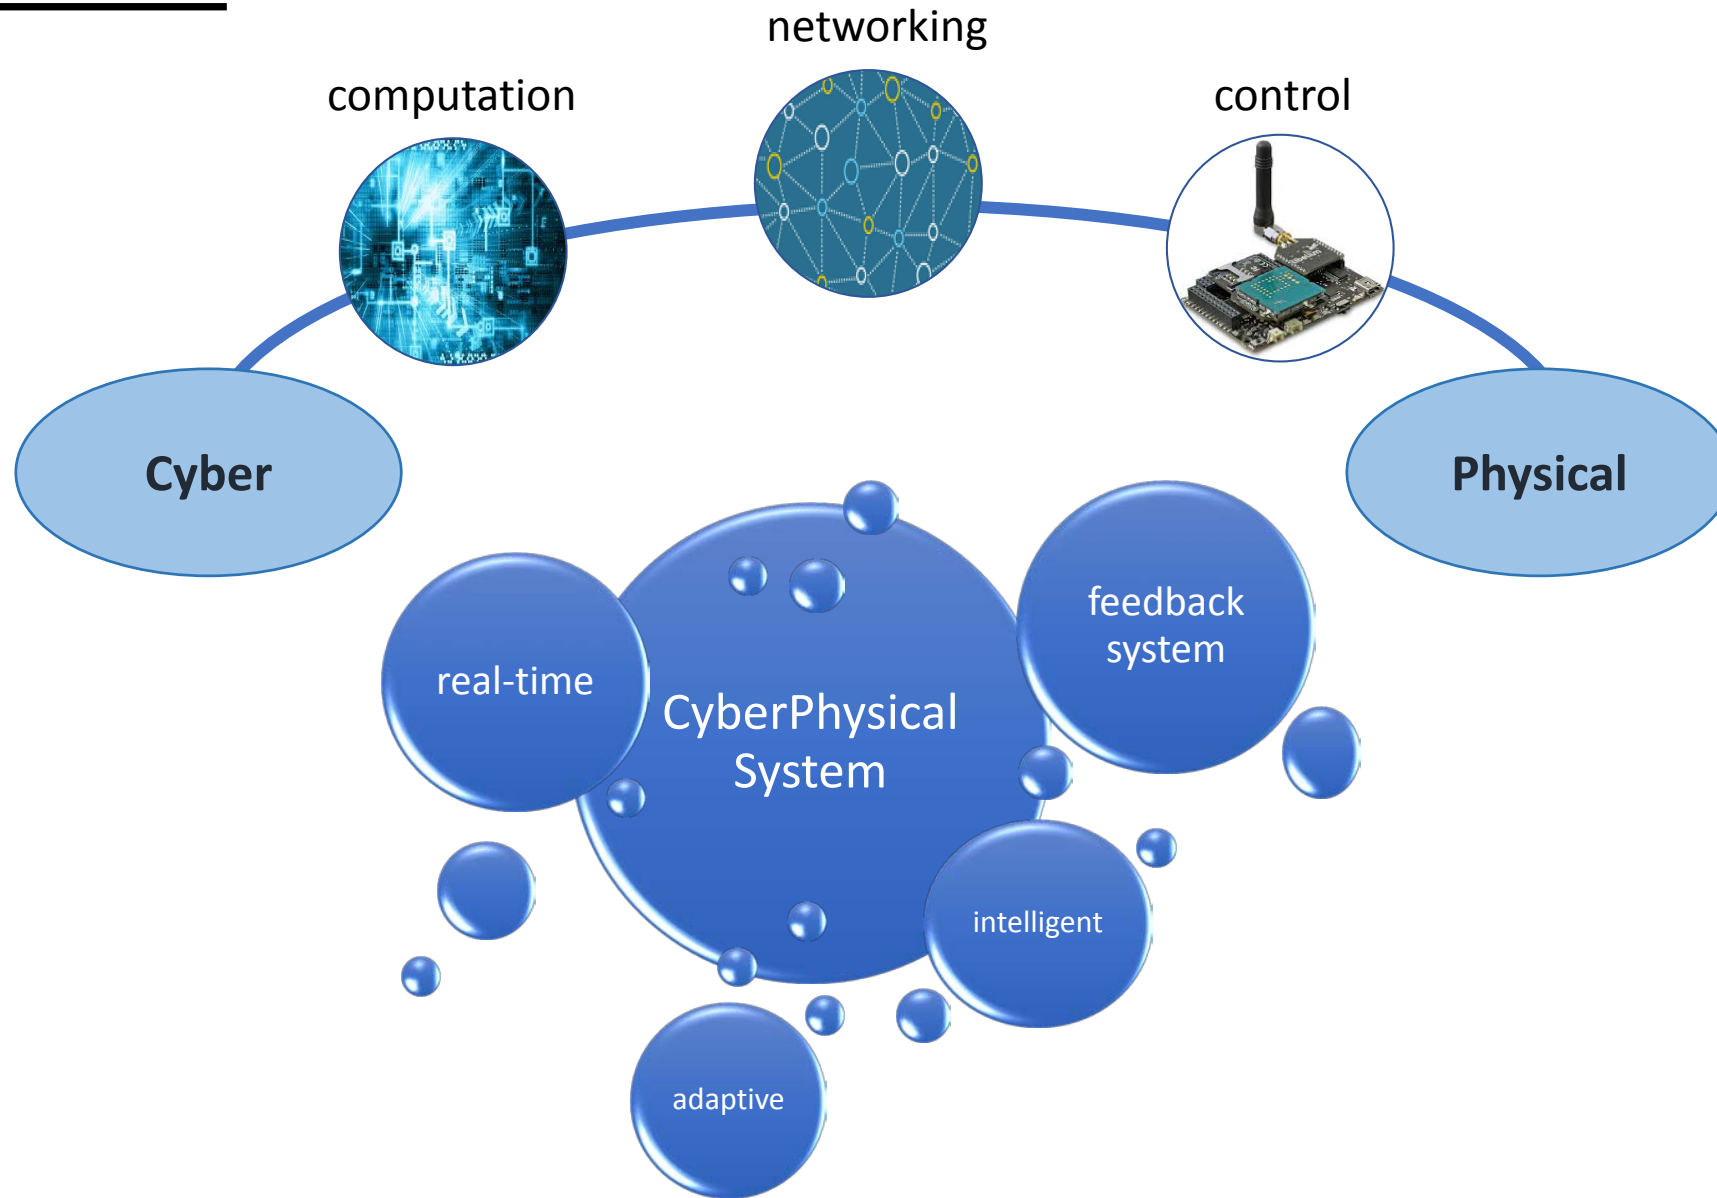 networking
computation
control
Cyber
Physical
feedback
system
real-time
CyberPhysical
System
intelligent
adaptive